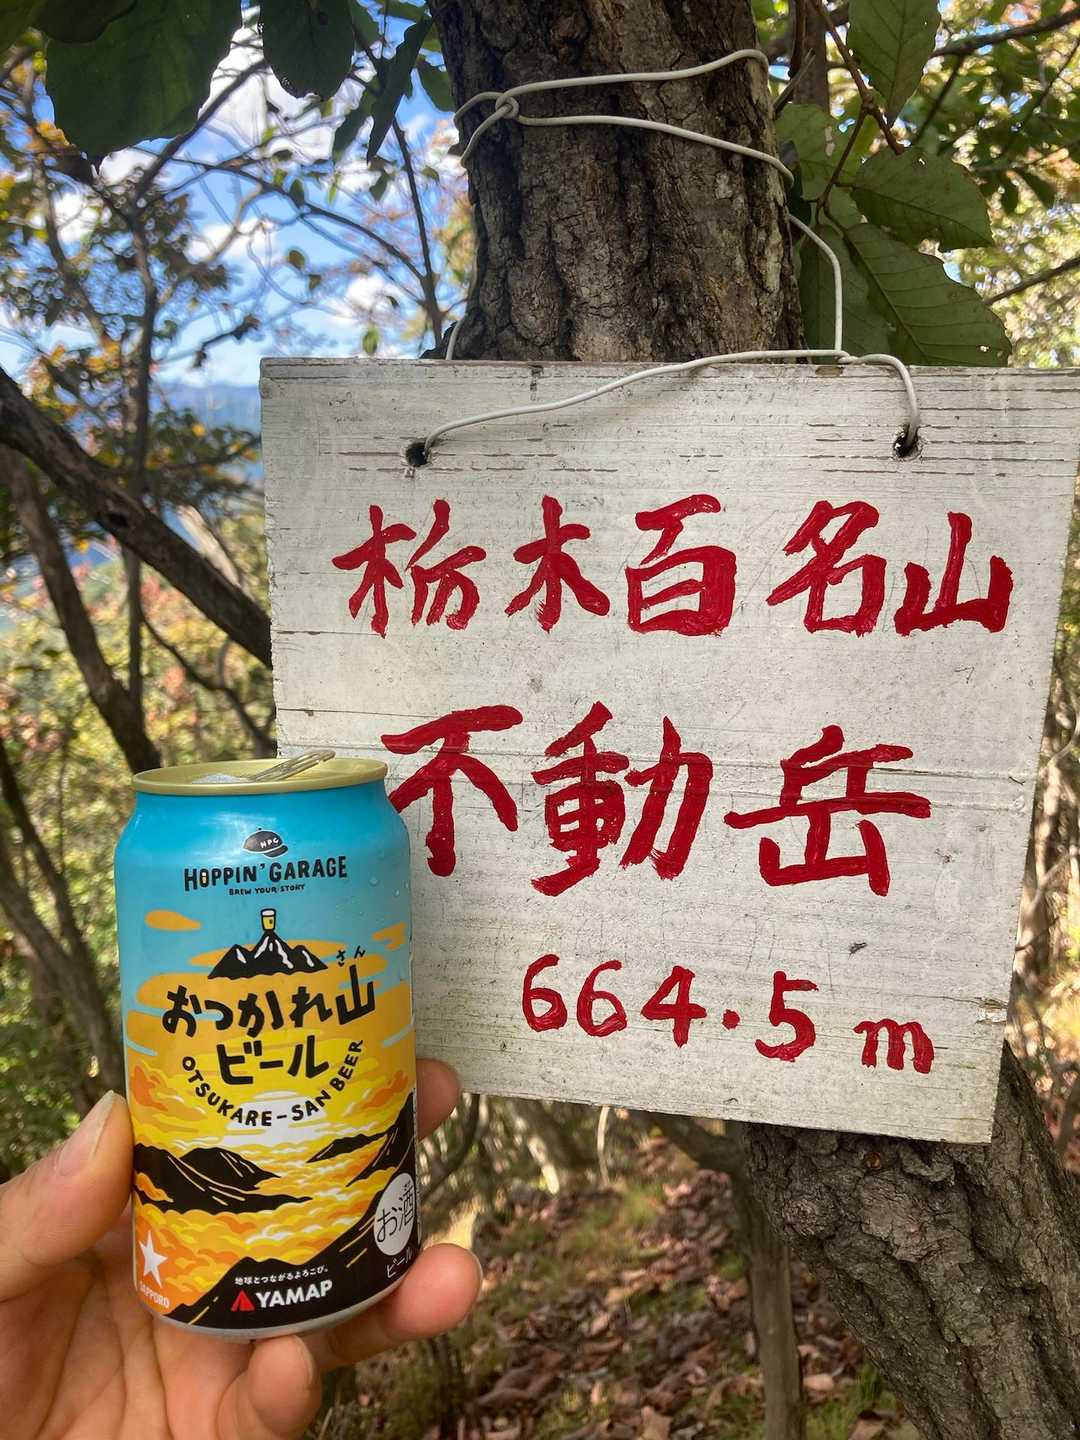 栃木百名山
不動岳
664.5m
HPG
HOPPIN' GARAGE
BREW YOUR STORY
さん
おつかれ山
ビール
OTSUKARE-SAN BEER
お酒
ビール
地球とつながるよろこび。
YAMAP
SAPPORO